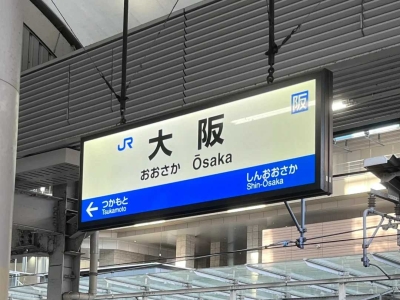 JR
阪
大阪
おおさか Ōsaka
つかもと
Tsukamoto
しんおおさか
Shin-Ōsaka